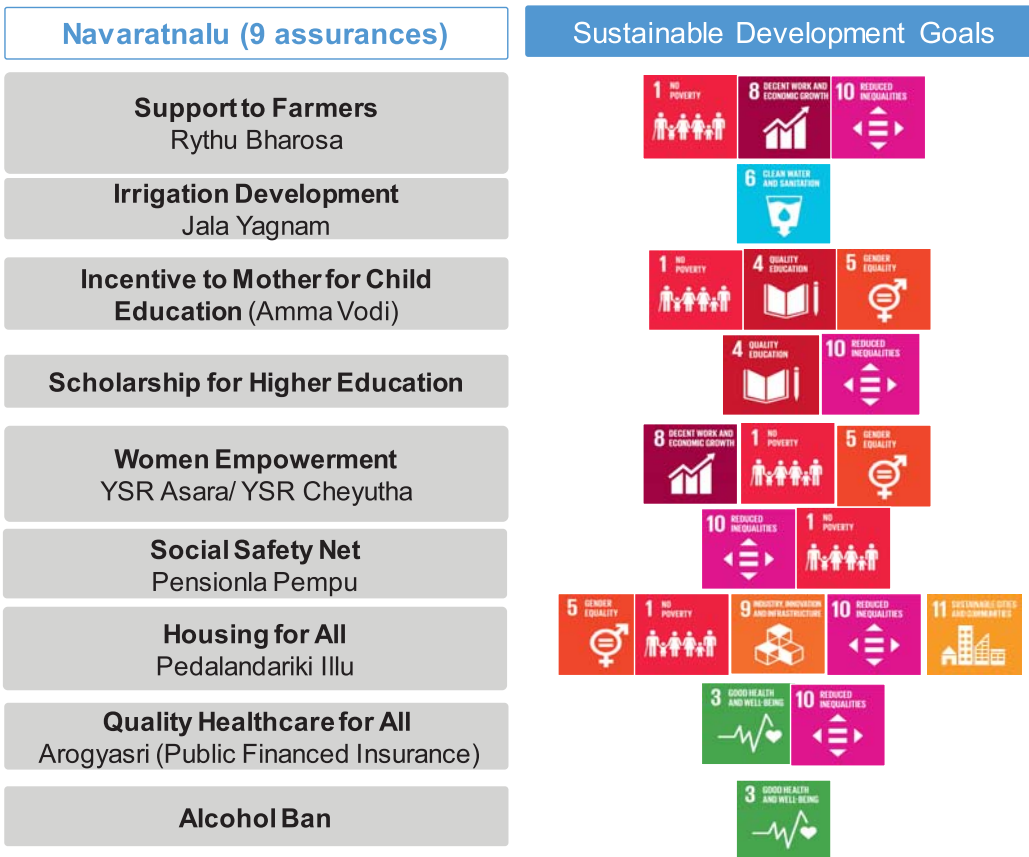 Navaratnalu (9 assurances)
Sustainable Development Goals
Support to Farmers
Rythu Bharosa
1 NO
POVERTY
8 DECENT WORK AND
ECONOMIC GROWTH
10 REDUCED
INEQUALITIES
Irrigation Development
Jala Yagnam
6 CLEAN WATER
AND SANITATION
Incentive to Mother for Child
Education (Amma Vodi)
1 NO
POVERTY
4 QUALITY
EDUCATION
5 GENDER
EQUALITY
Scholarship for Higher Education
4 QUALITY
EDUCATION
10 REDUCED
INEQUALITIES
Women Empowerment
YSR Asara/ YSR Cheyutha
8 DECENT WORK AND
ECONOMIC GROWTH
1 NO
POVERTY
5 GENDER
EQUALITY
Social Safety Net
Pensionla Pempu
10 REDUCED
INEQUALITIES
1 NO
POVERTY
Housing for All
Pedalandariki Illu
5 GENDER
EQUALITY
1 NO
POVERTY
9 INDUSTRY, INNOVATION
AND INFRASTRUCTURE
10 REDUCED
INEQUALITIES
11 SUSTAINABLE CITIES
AND COMMUNITIES
Quality Healthcare for All
Arogyasri (Public Financed Insurance)
3 GOOD HEALTH
AND WELL-BEING
10 REDUCED
INEQUALITIES
Alcohol Ban
3 GOOD HEALTH
AND WELL-BEING